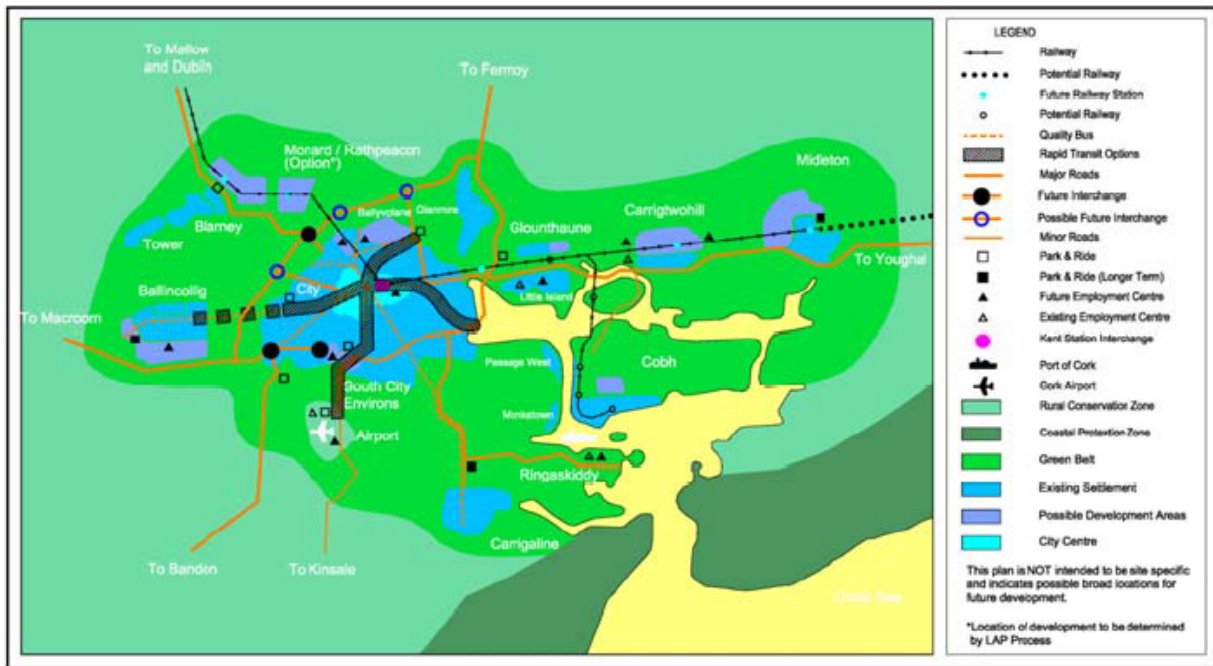 To Mallow
and Dublin
To Fermoy
Monard / Rathpeacon
(Option*)
Midleton
Ballyvolane
Glanmire
Carrigtwohill
Glounthaune
Blarney
Tower
To Youghal
Ballincollig
City
Little Island
To Macroom
Passage West
Cobh
South City
Environs
Monkstown
Airport
Ringaskiddy
Carrigaline
To Bandon
To Kinsale
LEGEND
Railway
Potential Railway
Future Railway Station
Potential Railway
Quality Bus
Rapid Transit Options
Major Roads
Future Interchange
Possible Future Interchange
Minor Roads
Park & Ride
Park & Ride (Longer Term)
Future Employment Centre
Existing Employment Centre
Kent Station Interchange
Port of Cork
Cork Airport
Rural Conservation Zone
Coastal Protection Zone
Green Belt
Existing Settlement
Possible Development Areas
City Centre
This plan is NOT intended to be site specific
and indicates possible broad locations for
future development.
*Location of development to be determined
by LAP Process